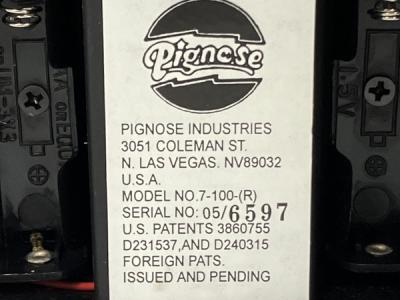 Pignose
PIGNOSE INDUSTRIES
3051 COLEMAN ST.
N. LAS VEGAS. NV89032
U.S.A.
MODEL NO.7-100-(R)
SERIAL NO: 05/6597
U.S. PATENTS 3860755
D231537,AND D240315
FOREIGN PATS.
ISSUED AND PENDING
1.5V